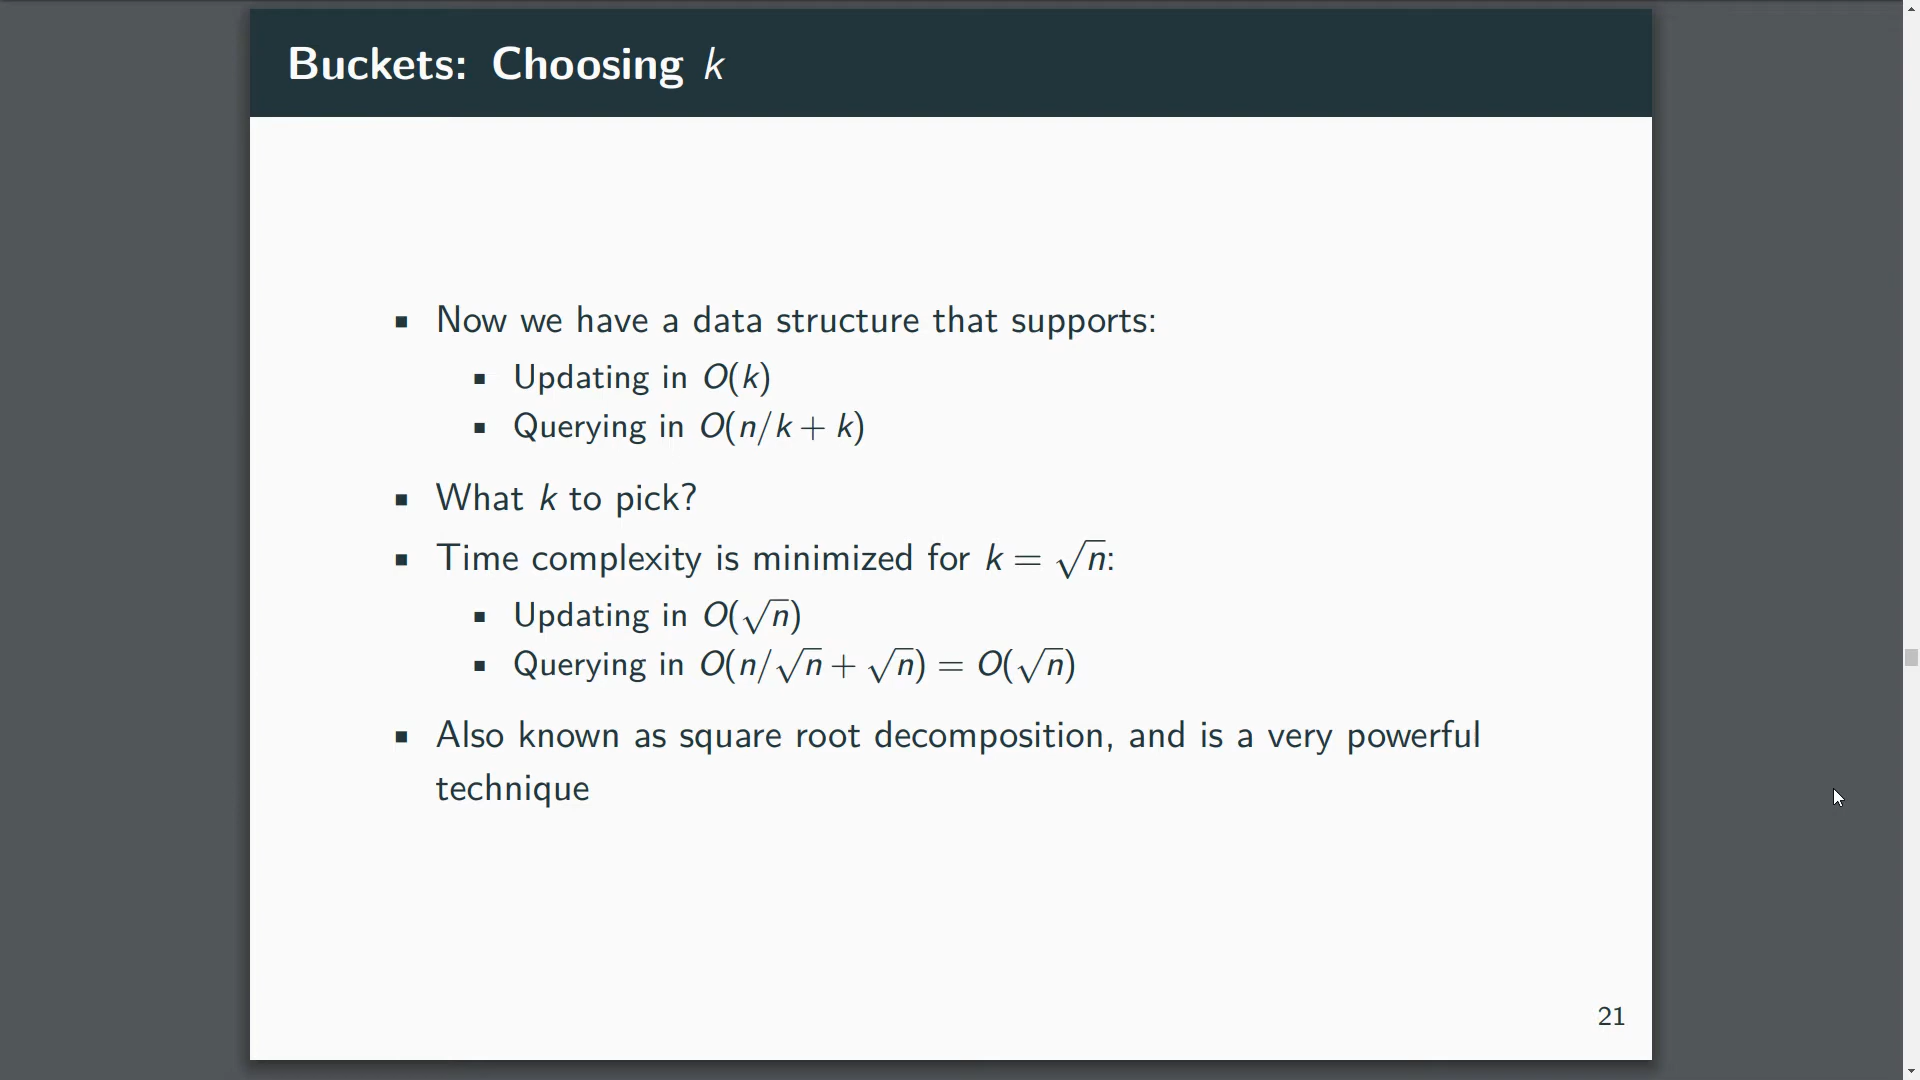 Buckets: Choosing k
▪ Now we have a data structure that supports:
▪ Updating in O(k)
▪ Querying in O(n/k + k)
▪ What k to pick?
▪ Time complexity is minimized for k = √n:
▪ Updating in O(√n)
▪ Querying in O(n/√n + √n) = O(√n)
▪ Also known as square root decomposition, and is a very powerful
technique
21